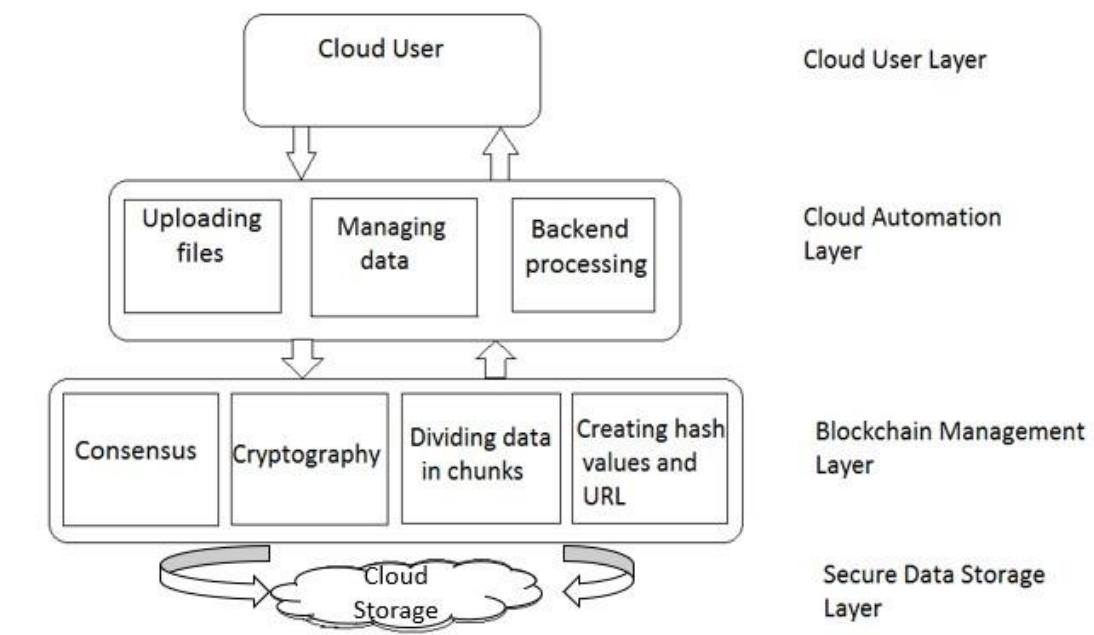 Cloud User
Cloud User Layer
Uploading
files
Managing
data
Backend
processing
Cloud Automation
Layer
Consensus
Cryptography
Dividing data
in chunks
Creating hash
values and
URL
Blockchain Management
Layer
Cloud
Storage
Secure Data Storage
Layer